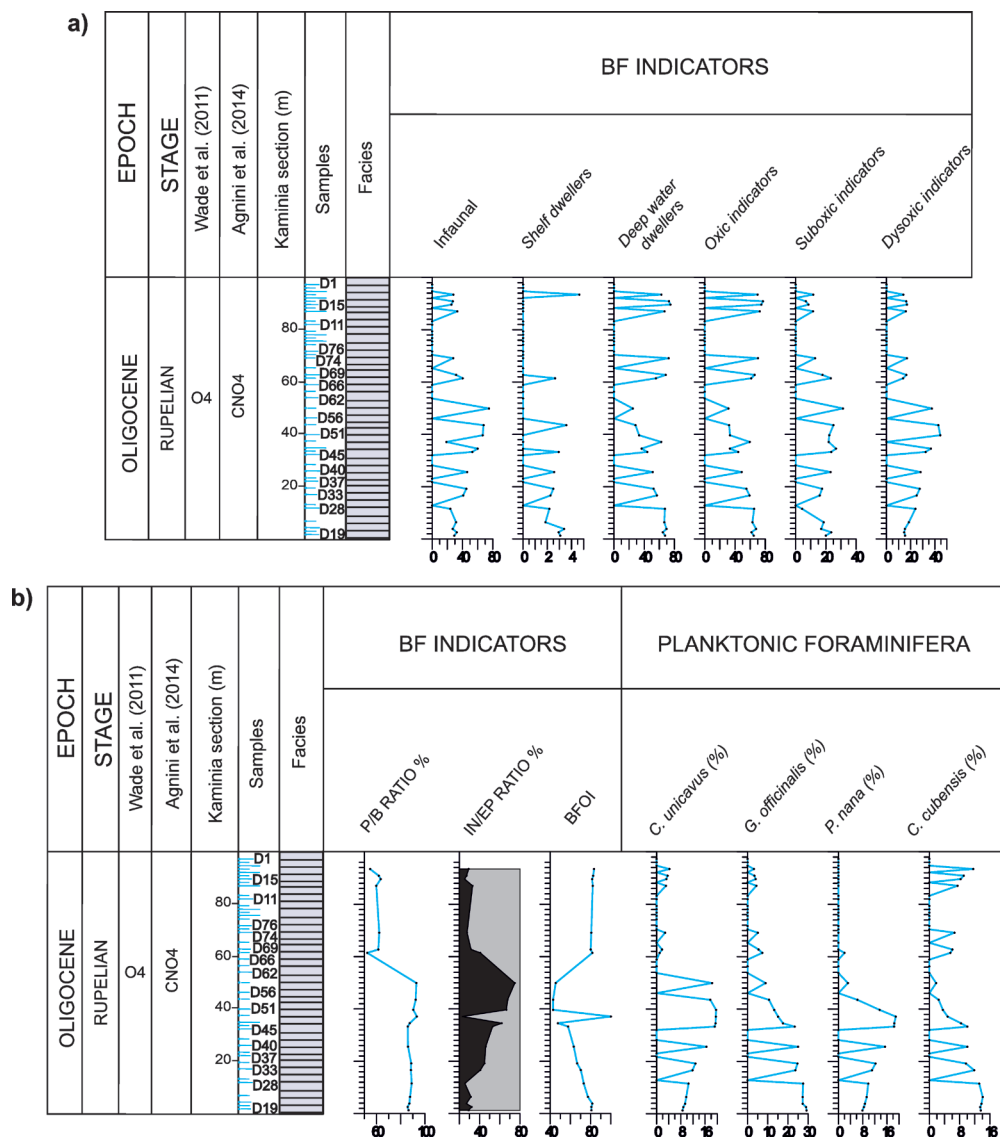 a)
BF INDICATORS
EPOCH
STAGE
Wade et al. (2011)
Agnini et al. (2014)
Kaminia section (m)
Samples
Facies
Infaunal
Shelf dwellers
Deep water
dwellers
Oxic indicators
Suboxic indicators
Dysoxic indicators
OLIGOCENE
RUPELIAN
O4
CNO4
80
60
40
20
D1
D15
D11
D76
D74
D69
D66
D62
D56
D51
D45
D40
D37
D33
D28
D19
0 40 80
0 2 4
0 40 80
0 40 80
0 20 40
0 20 40
b)
BF INDICATORS
PLANKTONIC FORAMINIFERA
EPOCH
STAGE
Wade et al. (2011)
Agnini et al. (2014)
Kaminia section (m)
Samples
Facies
P/B RATIO %
IN/EP RATIO %
BFOI
C. unicavus (%)
G. officinalis (%)
P. nana (%)
C. cubensis (%)
OLIGOCENE
RUPELIAN
O4
CNO4
80
60
40
20
D1
D15
D11
D76
D74
D69
D66
D62
D56
D51
D45
D40
D37
D33
D28
D19
60 100
20 40 80
40 80
0 8 16
0 10 20 30
0 8 16
0 8 16